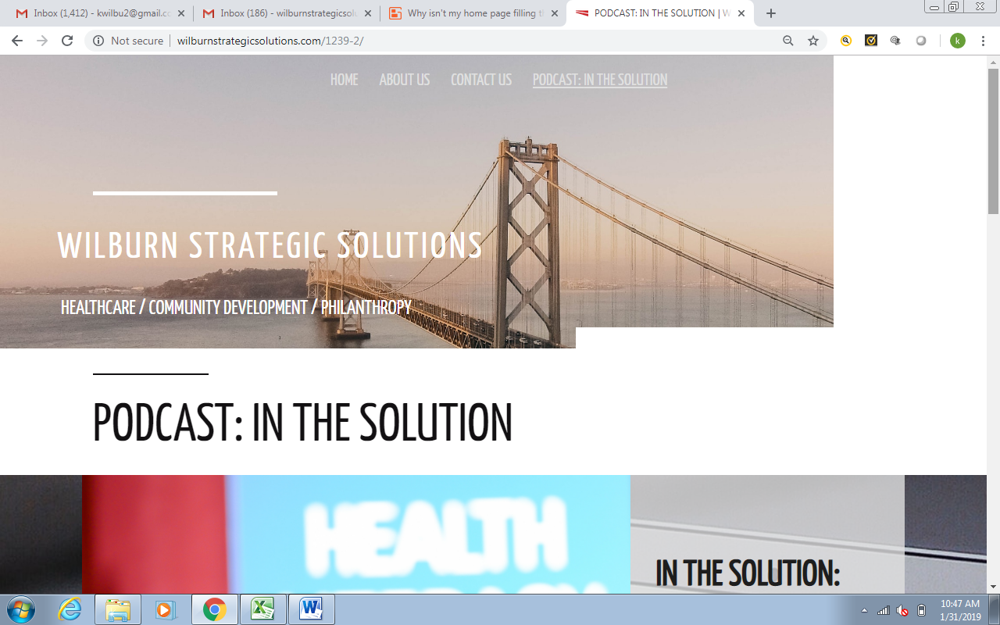 Inbox (1,412) - kwilbu2@gmail.cc
Inbox (186) - wilburnstrategicsolu
Why isn't my home page filling t
PODCAST: IN THE SOLUTION | W
Not secure
wilburnstrategicsolutions.com/1239-2/
k
HOME
ABOUT US
CONTACT US
PODCAST: IN THE SOLUTION
WILBURN STRATEGIC SOLUTIONS
HEALTHCARE / COMMUNITY DEVELOPMENT / PHILANTHROPY
PODCAST: IN THE SOLUTION
HEALTH
IN THE SOLUTION:
10:47 AM
1/31/2019